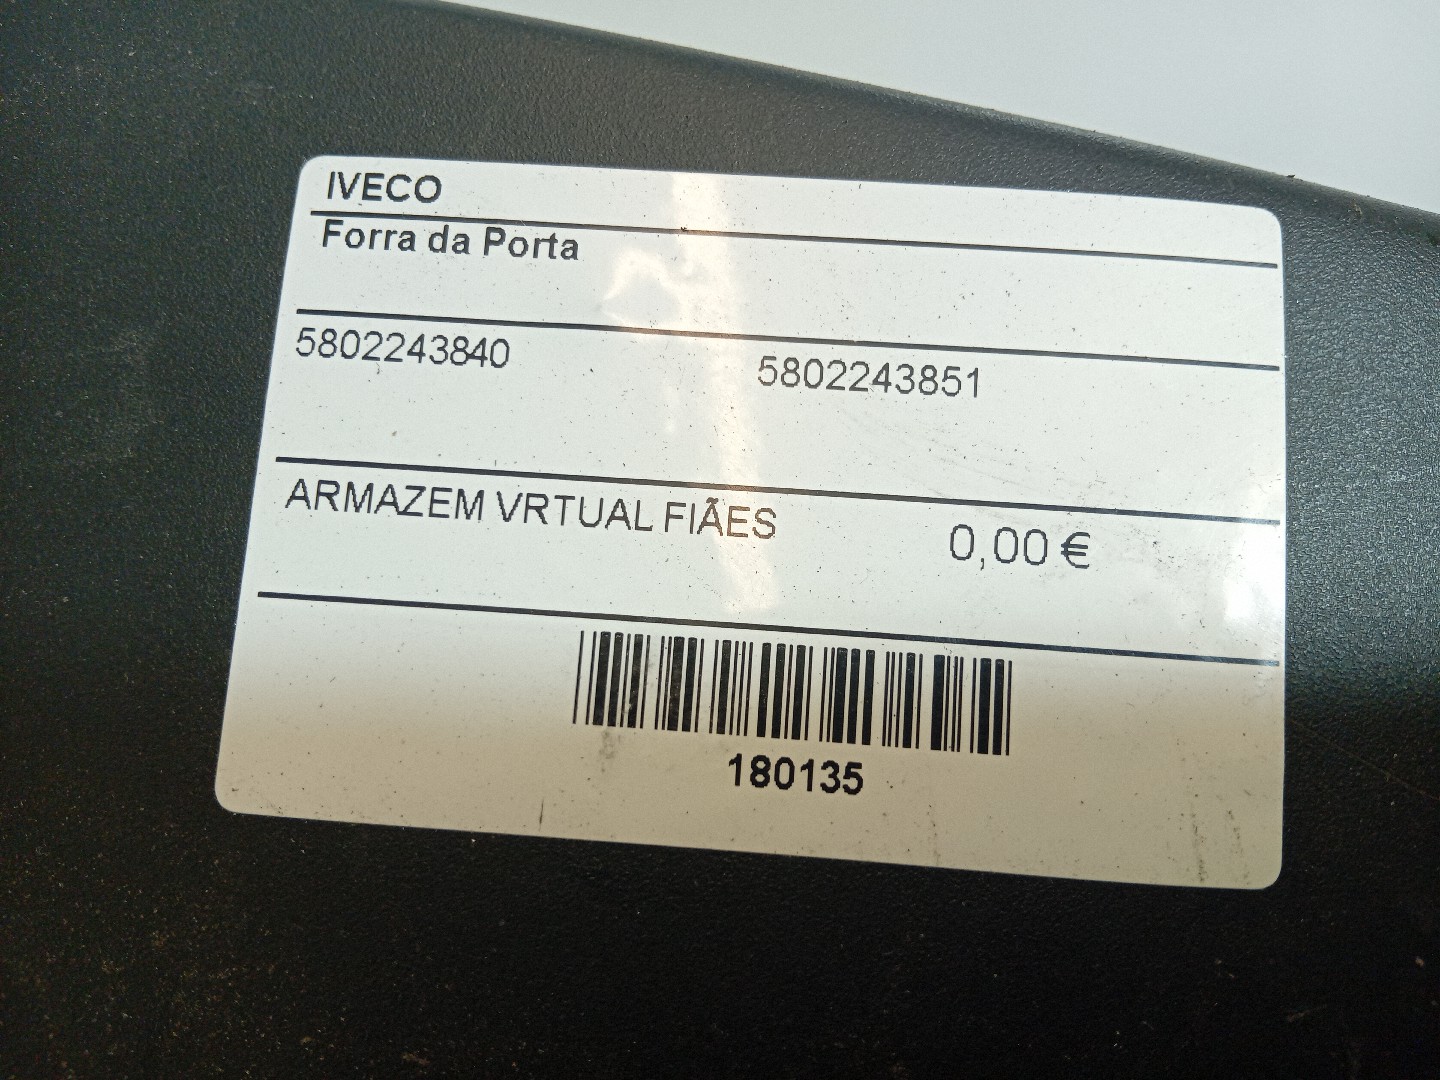 IVECO
Forra da Porta
5802243840 5802243851
ARMAZEM VRTUAL FIÃES 0,00 €
180135